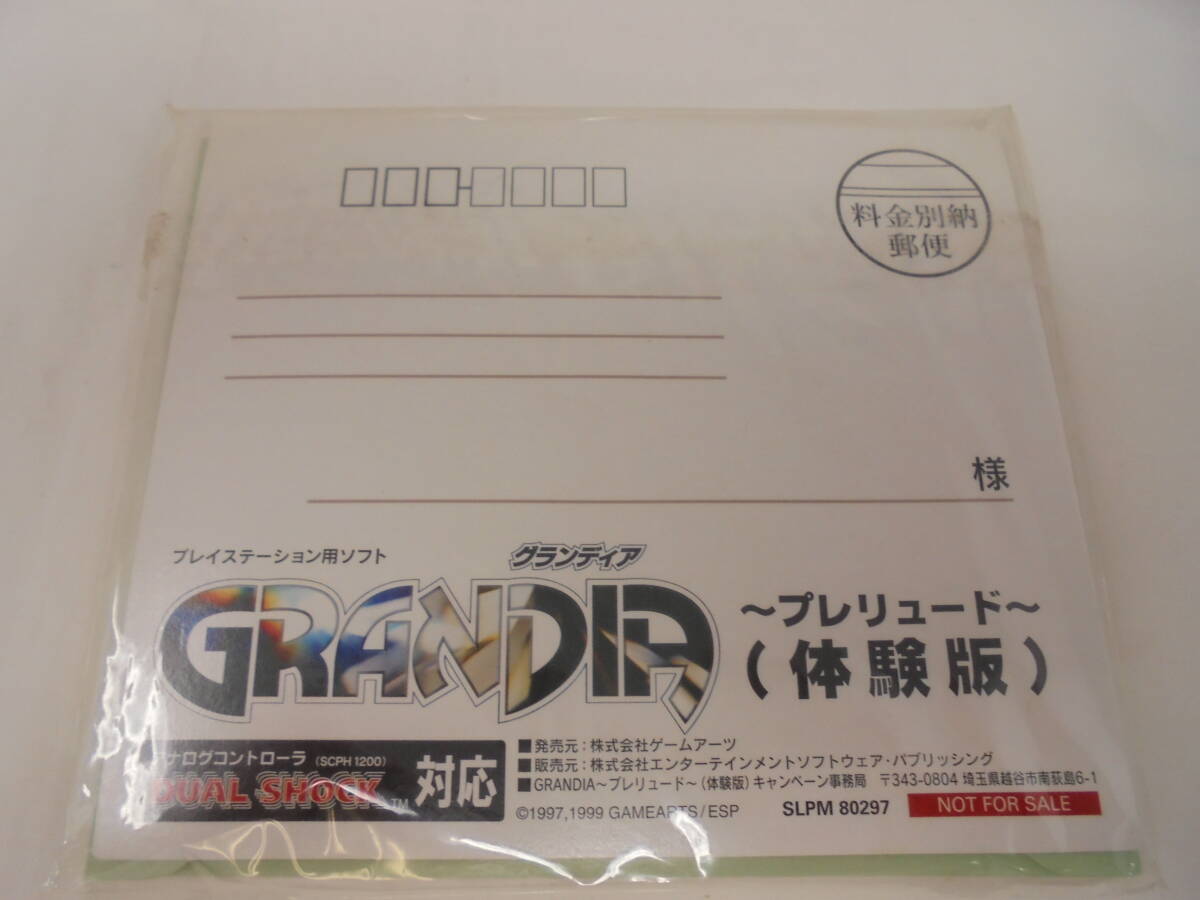 料金別納
郵便
様
プレイステーション用ソフト
グランディア
GRANDIA
～プレリュード～
(体験版)
アナログコントローラ (SCPH 1200)
DUAL SHOCK™
対応
■発売元：株式会社ゲームアーツ
■販売元：株式会社エンターテインメントソフトウェア・パブリッシング
■GRANDIA～プレリュード～(体験版)キャンペーン事務局 〒343-0804 埼玉県越谷市南荻島6-1
©1997,1999 GAMEARTS/ESP SLPM 80297 NOT FOR SALE